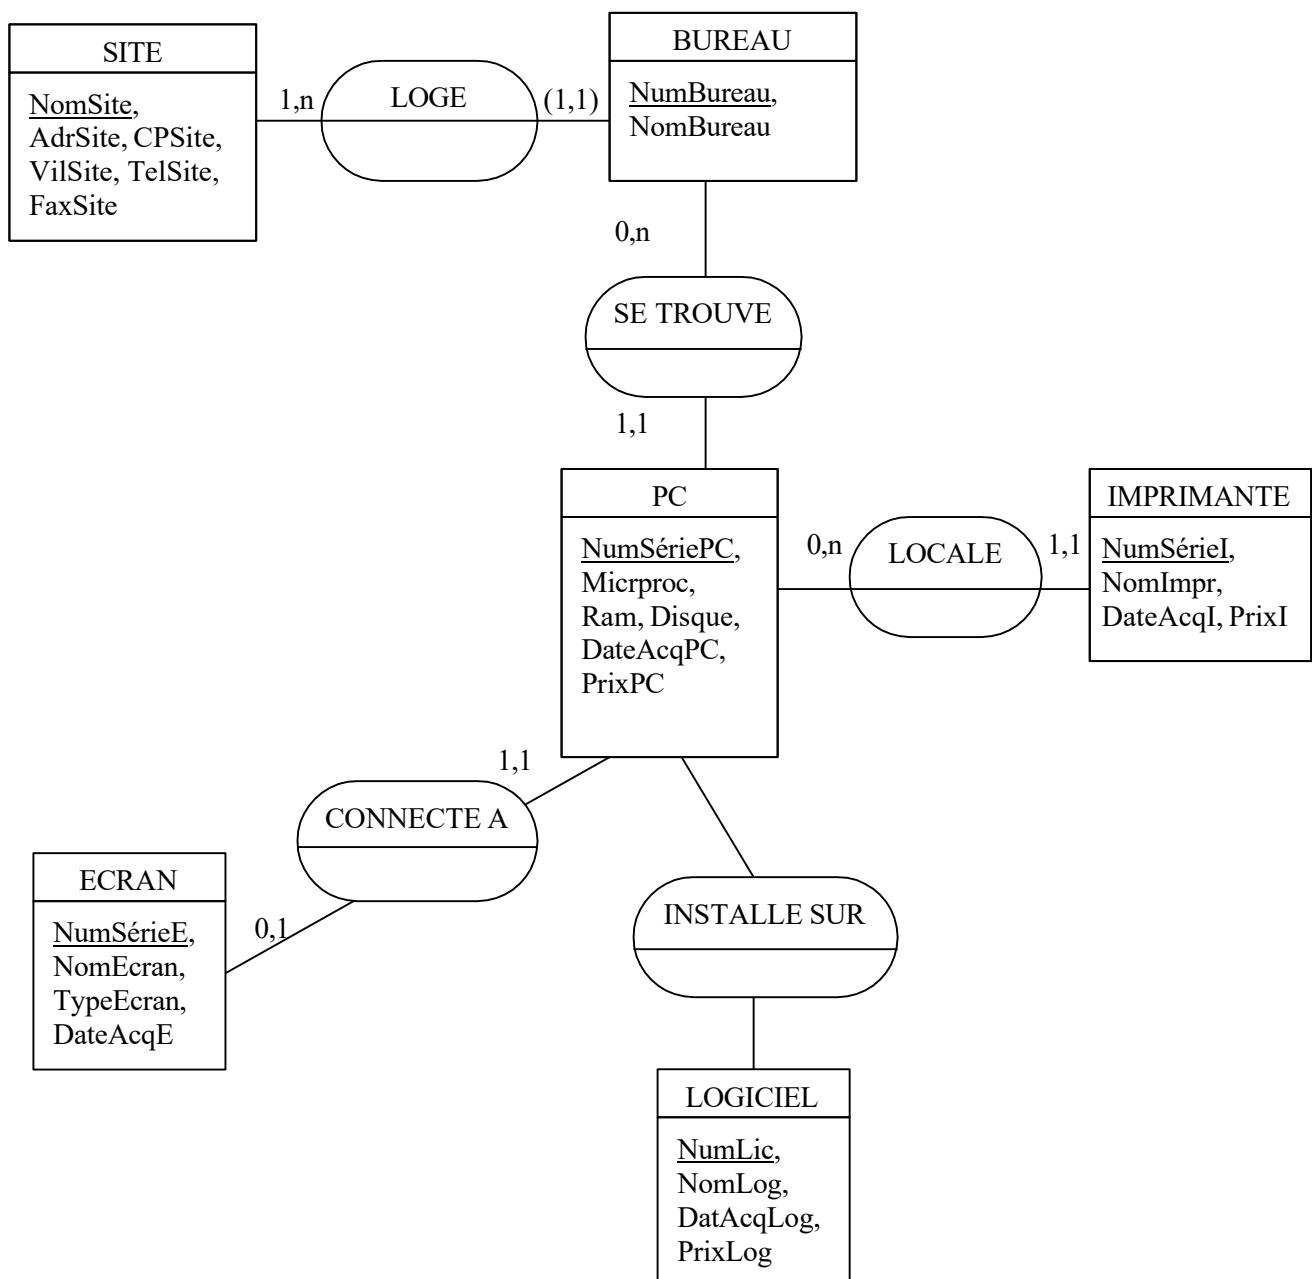 SITE
NomSite,
AdrSite, CPSite,
VilSite, TelSite,
FaxSite
1,n
LOGE
(1,1)
BUREAU
NumBureau,
NomBureau
0,n
SE TROUVE
1,1
PC
NumSériePC,
Micrproc,
Ram, Disque,
DateAcqPC,
PrixPC
0,n
LOCALE
1,1
IMPRIMANTE
NumSérieI,
NomImpr,
DateAcqI, PrixI
1,1
CONNECTE A
0,1
ECRAN
NumSérieE,
NomEcran,
TypeEcran,
DateAcqE
INSTALLE SUR
LOGICIEL
NumLic,
NomLog,
DatAcqLog,
PrixLog